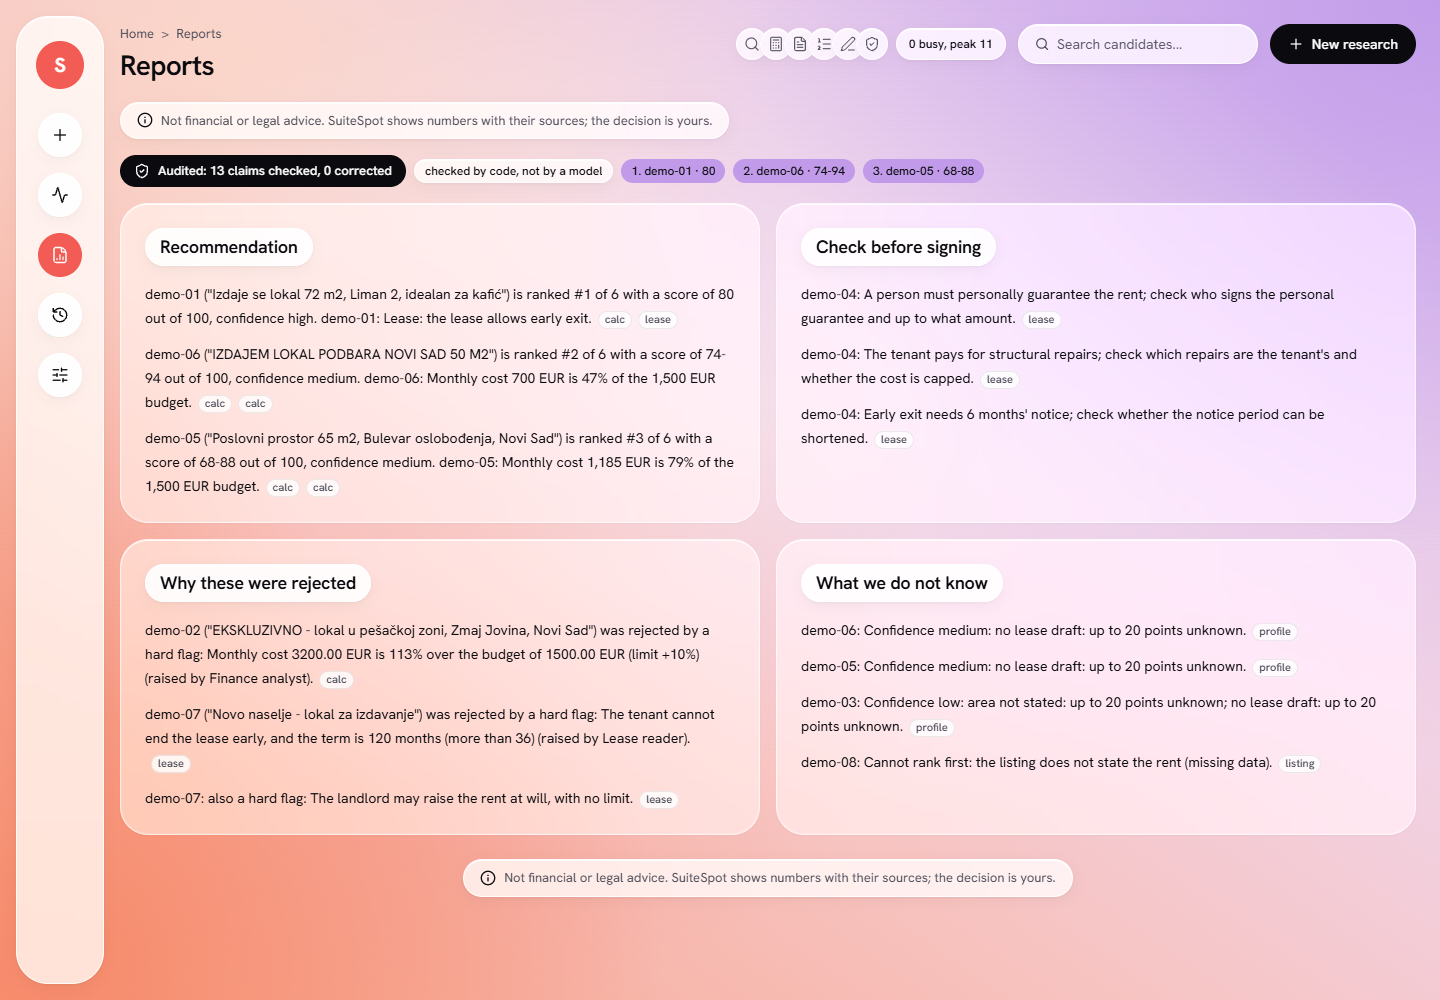 S
Home > Reports
Reports
0 busy, peak 11
Search candidates...
New research
Not financial or legal advice. SuiteSpot shows numbers with their sources; the decision is yours.
Audited: 13 claims checked, 0 corrected
checked by code, not by a model
1. demo-01 · 80
2. demo-06 · 74-94
3. demo-05 · 68-88
Recommendation
demo-01 ("Izdaje se lokal 72 m2, Liman 2, idealan za kafić") is ranked #1 of 6 with a score of 80
out of 100, confidence high. demo-01: Lease: the lease allows early exit. calc lease
demo-06 ("IZDAJEM LOKAL PODBARA NOVI SAD 50 M2") is ranked #2 of 6 with a score of 74-
94 out of 100, confidence medium. demo-06: Monthly cost 700 EUR is 47% of the 1,500 EUR
budget. calc calc
demo-05 ("Poslovni prostor 65 m2, Bulevar oslobođenja, Novi Sad") is ranked #3 of 6 with a
score of 68-88 out of 100, confidence medium. demo-05: Monthly cost 1,185 EUR is 79% of the
1,500 EUR budget. calc calc
Check before signing
demo-04: A person must personally guarantee the rent; check who signs the personal
guarantee and up to what amount. lease
demo-04: The tenant pays for structural repairs; check which repairs are the tenant's and
whether the cost is capped. lease
demo-04: Early exit needs 6 months' notice; check whether the notice period can be
shortened. lease
Why these were rejected
demo-02 ("EKSKLUZIVNO - lokal u pešačkoj zoni, Zmaj Jovina, Novi Sad") was rejected by a
hard flag: Monthly cost 3200.00 EUR is 113% over the budget of 1500.00 EUR (limit +10%)
(raised by Finance analyst). calc
demo-07 ("Novo naselje - lokal za izdavanje") was rejected by a hard flag: The tenant cannot
end the lease early, and the term is 120 months (more than 36) (raised by Lease reader).
lease
demo-07: also a hard flag: The landlord may raise the rent at will, with no limit. lease
What we do not know
demo-06: Confidence medium: no lease draft: up to 20 points unknown. profile
demo-05: Confidence medium: no lease draft: up to 20 points unknown. profile
demo-03: Confidence low: area not stated: up to 20 points unknown; no lease draft: up to 20
points unknown. profile
demo-08: Cannot rank first: the listing does not state the rent (missing data). listing
Not financial or legal advice. SuiteSpot shows numbers with their sources; the decision is yours.